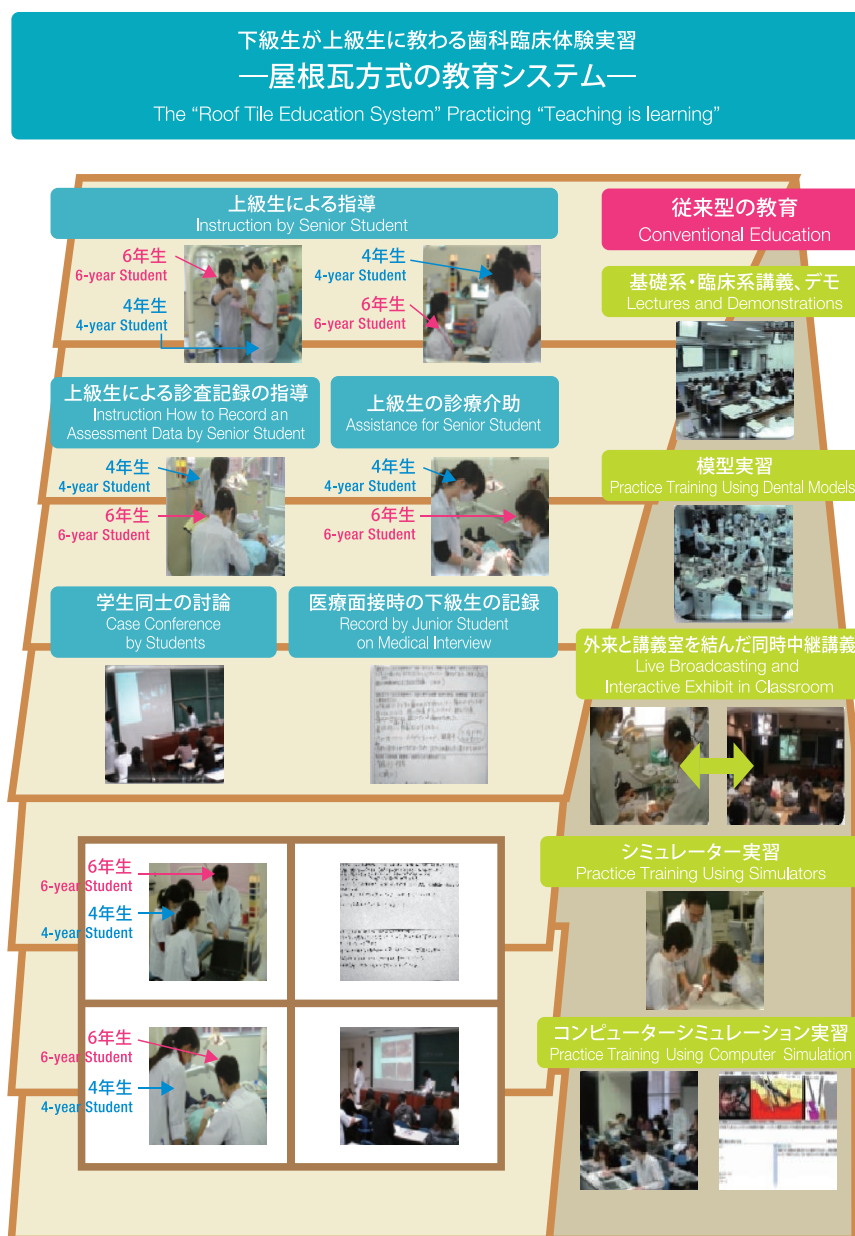 下級生が上級生に教わる歯科臨床体験実習
―屋根瓦方式の教育システム―
The “Roof Tile Education System” Practicing “Teaching is learning”
上級生による指導
Instruction by Senior Student
6年生
6-year Student
4年生
4-year Student
4年生
4-year Student
6年生
6-year Student
上級生による診査記録の指導
Instruction How to Record an
Assessment Data by Senior Student
上級生の診療介助
Assistance for Senior Student
4年生
4-year Student
6年生
6-year Student
4年生
4-year Student
6年生
6-year Student
学生同士の討論
Case Conference
by Students
医療面接時の下級生の記録
Record by Junior Student
on Medical Interview
6年生
6-year Student
4年生
4-year Student
6年生
6-year Student
4年生
4-year Student
従来型の教育
Conventional Education
基礎系・臨床系講義、デモ
Lectures and Demonstrations
模型実習
Practice Training Using Dental Models
外来と講義室を結んだ同時中継講義
Live Broadcasting and
Interactive Exhibit in Classroom
シミュレーター実習
Practice Training Using Simulators
コンピューターシミュレーション実習
Practice Training Using Computer Simulation